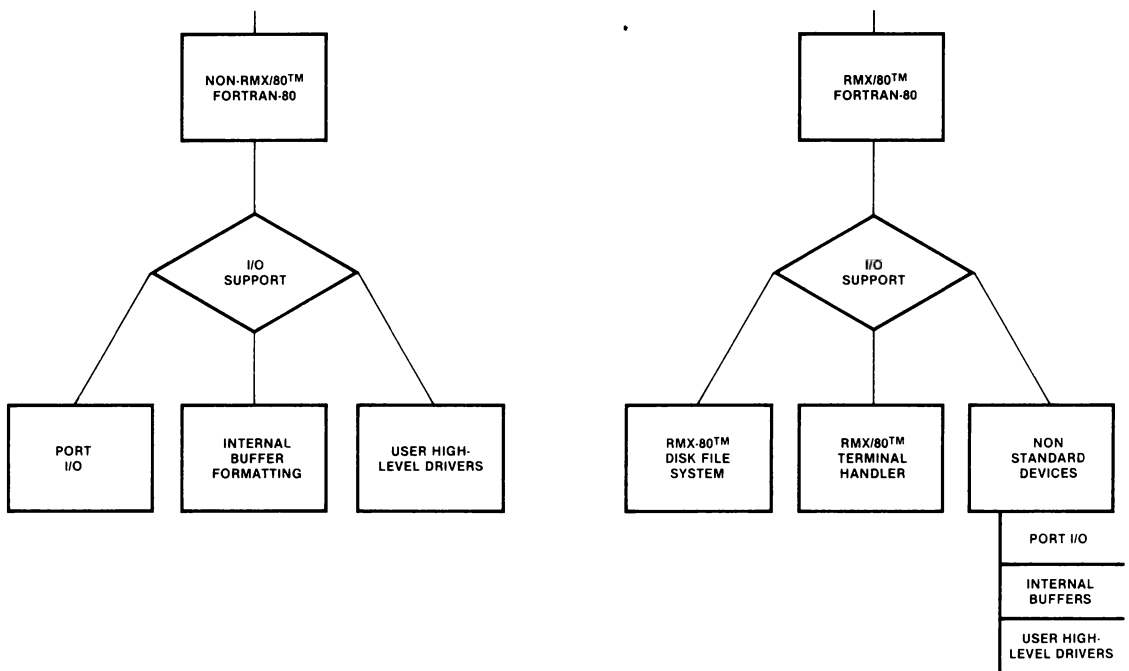 NON-RMX/80™
FORTRAN-80
I/O
SUPPORT
PORT
I/O
INTERNAL
BUFFER
FORMATTING
USER HIGH-
LEVEL DRIVERS
RMX/80™
FORTRAN-80
I/O
SUPPORT
RMX-80™
DISK FILE
SYSTEM
RMX/80™
TERMINAL
HANDLER
NON
STANDARD
DEVICES
PORT I/O
INTERNAL
BUFFERS
USER HIGH-
LEVEL DRIVERS